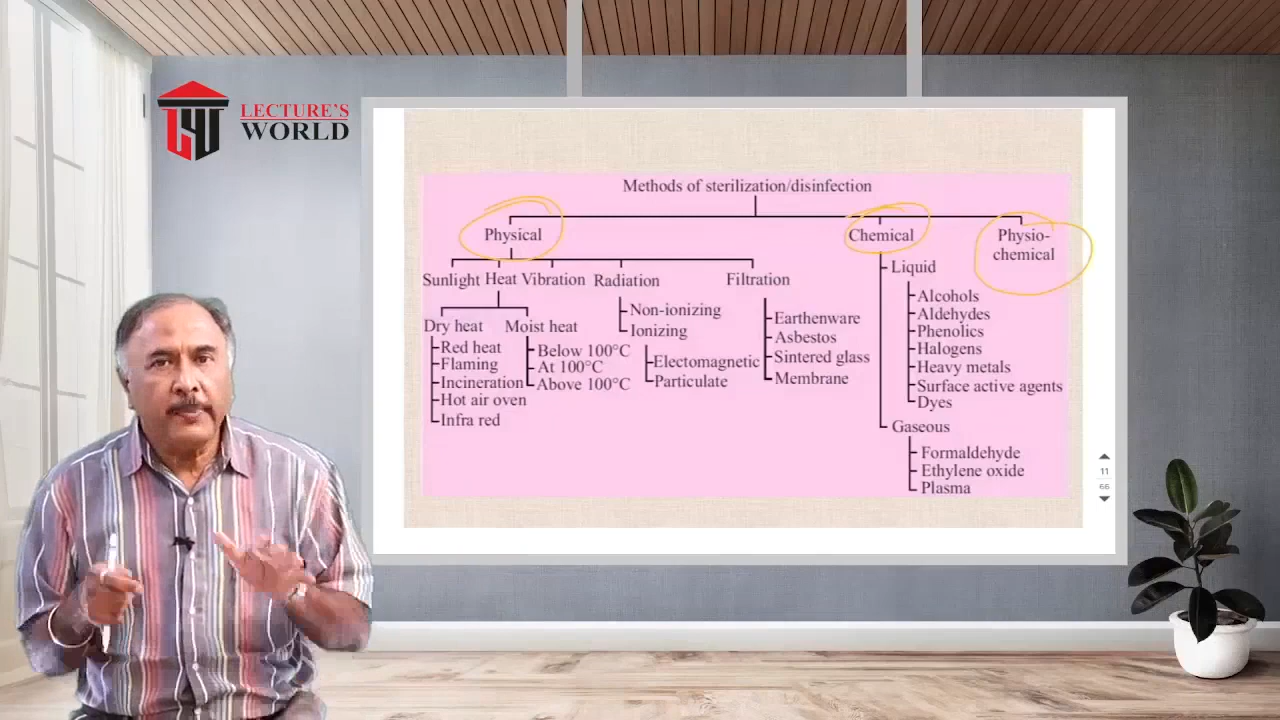 LECTURE'S
WORLD
Methods of sterilization/disinfection
Physical
Chemical
Physio-
chemical
Sunlight Heat Vibration Radiation Filtration
Dry heat
Red heat
Flaming
Incineration
Hot air oven
Infra red
Moist heat
Below 100°C
At 100°C
Above 100°C
Non-ionizing
Ionizing
Electomagnetic
Particulate
Earthenware
Asbestos
Sintered glass
Membrane
Liquid
Alcohols
Aldehydes
Phenolics
Halogens
Heavy metals
Surface active agents
Dyes
Gaseous
Formaldehyde
Ethylene oxide
Plasma
11
66